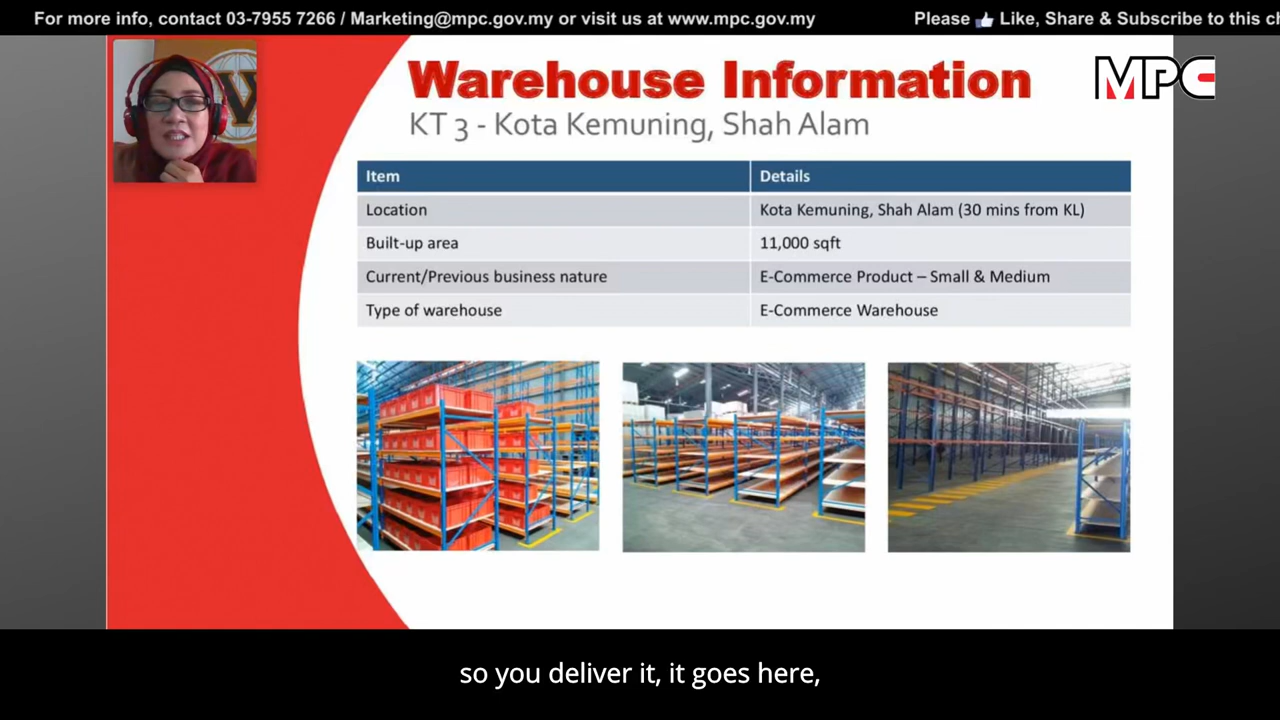 For more info, contact 03-7955 7266 / Marketing@mpc.gov.my or visit us at www.mpc.gov.my
Please 👍 Like, Share & Subscribe to this
Warehouse Information
MPC
KT 3 - Kota Kemuning, Shah Alam
Item Details
Location Kota Kemuning, Shah Alam (30 mins from KL)
Built-up area 11,000 sqft
Current/Previous business nature E-Commerce Product – Small & Medium
Type of warehouse E-Commerce Warehouse
so you deliver it, it goes here,